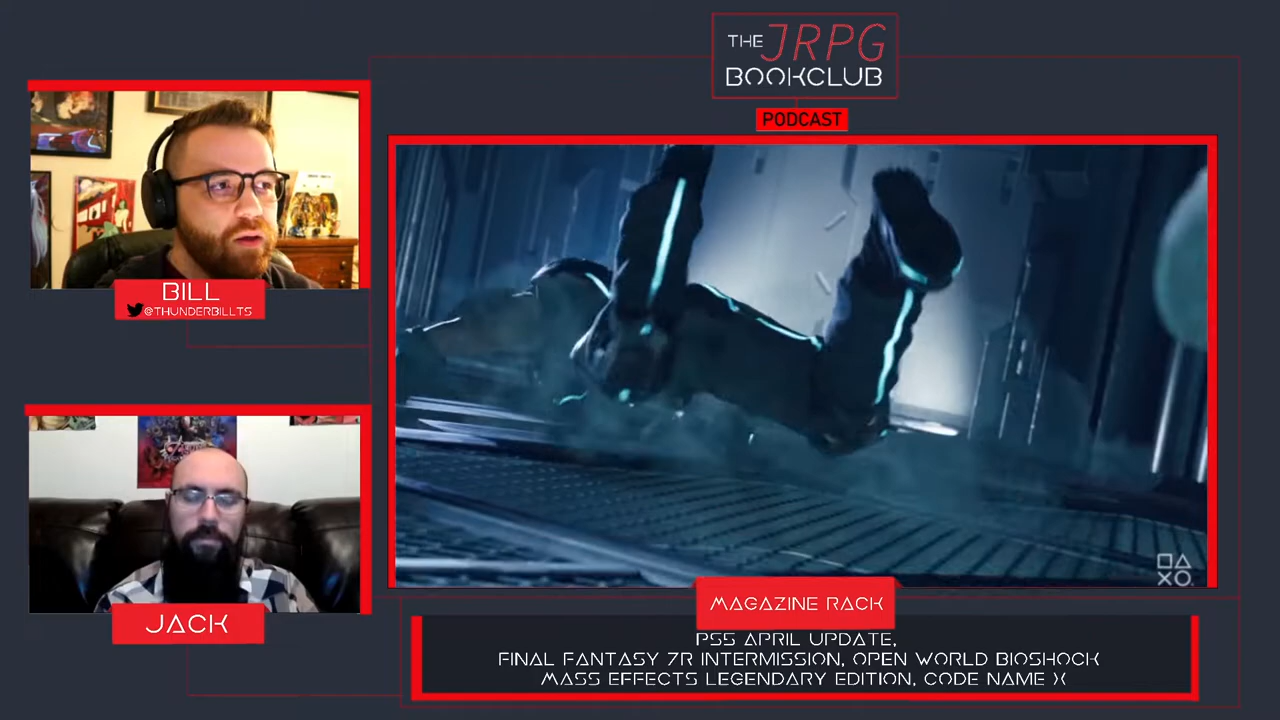 THE JRPG
BOOKCLUB
PODCAST
BILL
@THUNDERBILLTS
JACK
MAGAZINE RACK
PS5 APRIL UPDATE,
FINAL FANTASY 7R INTERMISSION, OPEN WORLD BIOSHOCK
MASS EFFECTS LEGENDARY EDITION, CODE NAME X